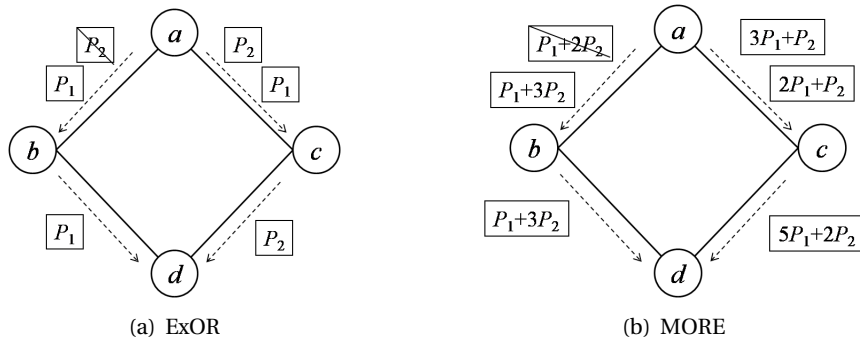 a
P₂
P₂
P₁
P₁
b
c
P₁
P₂
d
(a) ExOR
a
P₁+2P₂
3P₁+P₂
P₁+3P₂
2P₁+P₂
b
c
P₁+3P₂
5P₁+2P₂
d
(b) MORE